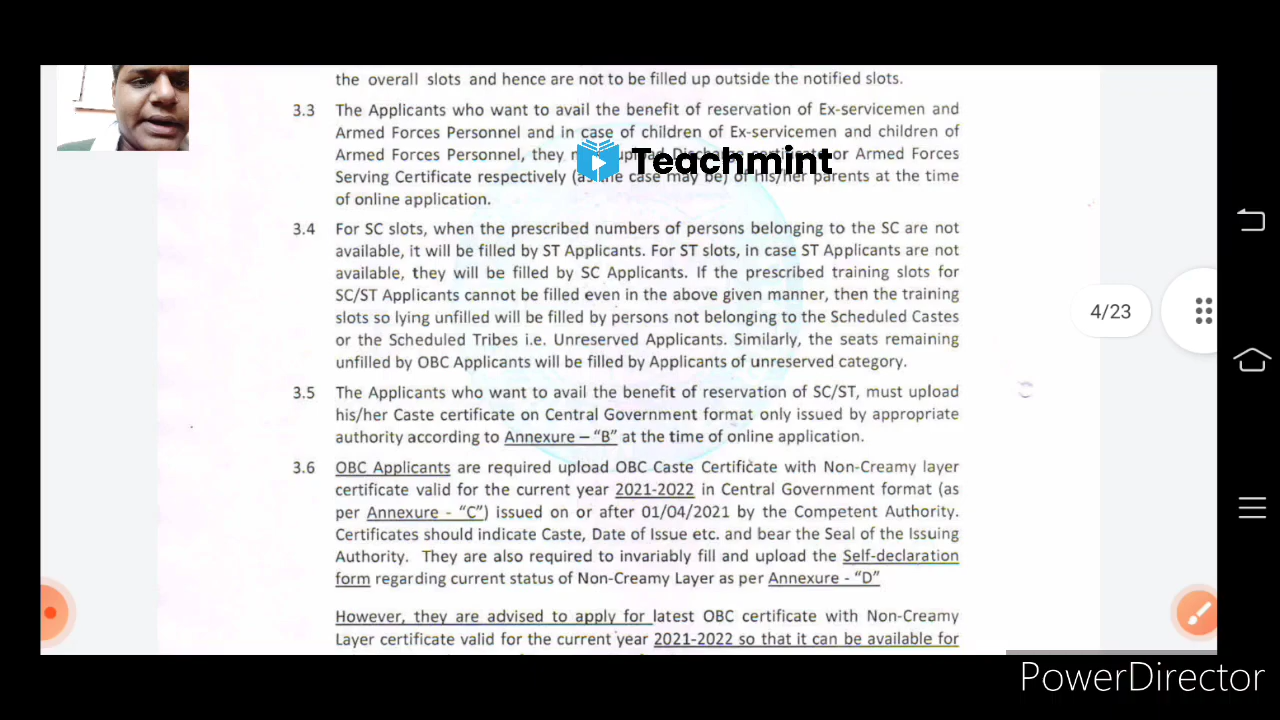 the overall slots and hence are not to be filled up outside the notified slots.
3.3 The Applicants who want to avail the benefit of reservation of Ex-servicemen and
Armed Forces Personnel and in case of children of Ex-servicemen and children of
Armed Forces Personnel, they upload Discharge certificate or Armed Forces
Teachmint
Serving Certificate respectively (as the case may be) of his/her parents at the time
of online application.
3.4 For SC slots, when the prescribed numbers of persons belonging to the SC are not
available, it will be filled by ST Applicants. For ST slots, in case ST Applicants are not
available, they will be filled by SC Applicants. If the prescribed training slots for
SC/ST Applicants cannot be filled even in the above given manner, then the training
slots so lying unfilled will be filled by persons not belonging to the Scheduled Castes
or the Scheduled Tribes i.e. Unreserved Applicants. Similarly, the seats remaining
unfilled by OBC Applicants will be filled by Applicants of unreserved category.
4/23
3.5 The Applicants who want to avail the benefit of reservation of SC/ST, must upload
his/her Caste certificate on Central Government format only issued by appropriate
authority according to Annexure – “B” at the time of online application.
3.6 OBC Applicants are required upload OBC Caste Certificate with Non-Creamy layer
certificate valid for the current year 2021-2022 in Central Government format (as
per Annexure - “C”) issued on or after 01/04/2021 by the Competent Authority.
Certificates should indicate Caste, Date of Issue etc. and bear the Seal of the Issuing
Authority. They are also required to invariably fill and upload the Self-declaration
form regarding current status of Non-Creamy Layer as per Annexure - “D”
However, they are advised to apply for latest OBC certificate with Non-Creamy
Layer certificate valid for the current year 2021-2022 so that it can be available for
PowerDirector